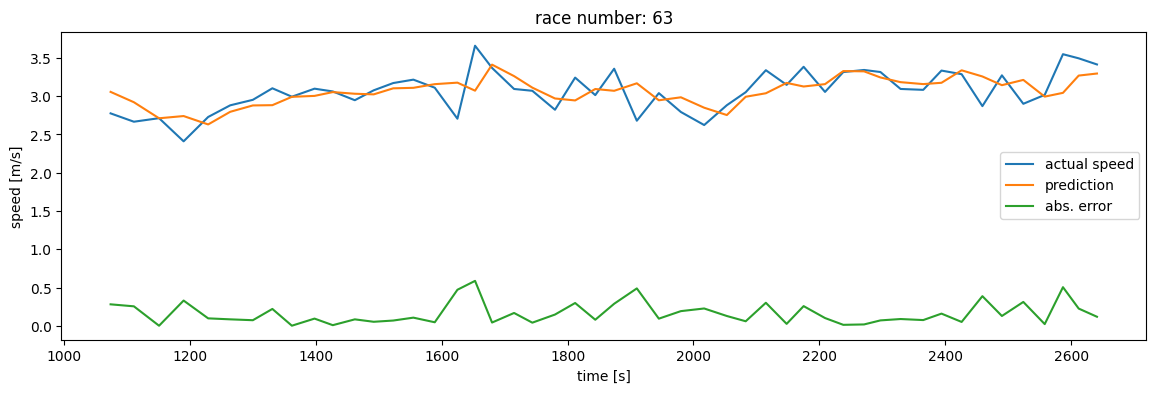 race number: 63
3.5
3.0
2.5
2.0
1.5
1.0
0.5
0.0
speed [m/s]
actual speed
prediction
abs. error
1000 1200 1400 1600 1800 2000 2200 2400 2600
time [s]